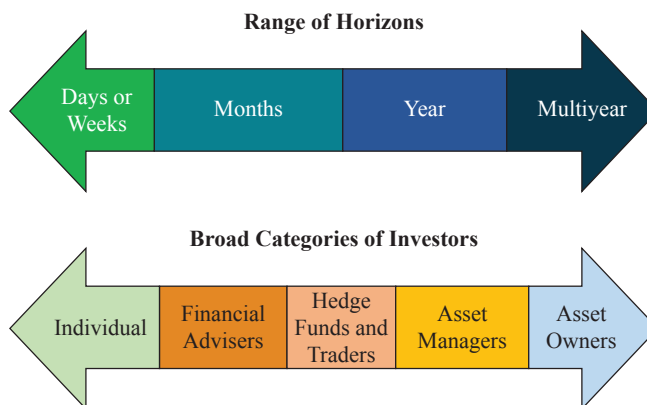 Range of Horizons
Days or
Weeks
Months
Year
Multiyear
Broad Categories of Investors
Individual
Financial
Advisers
Hedge
Funds and
Traders
Asset
Managers
Asset
Owners